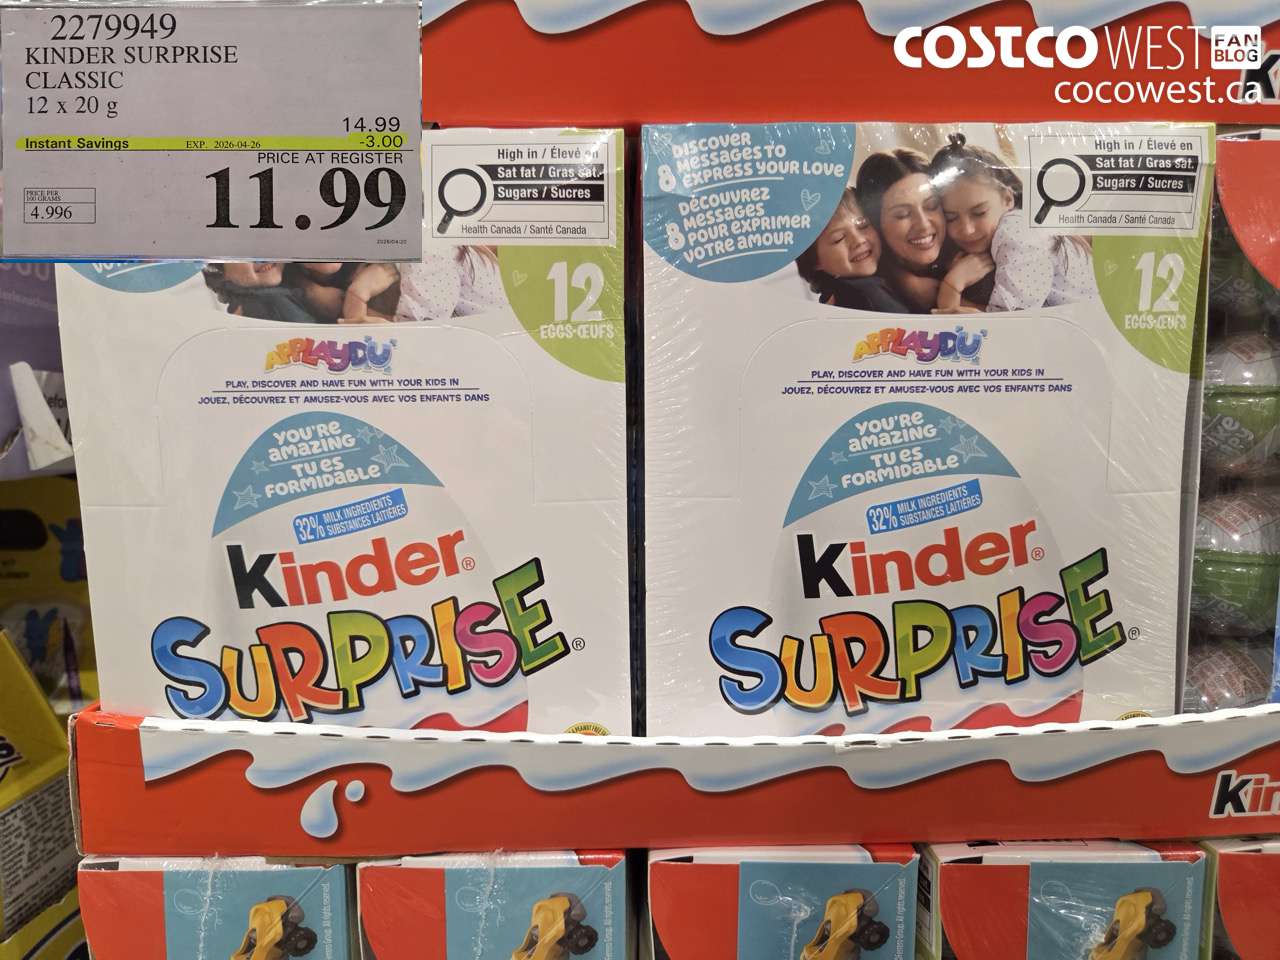 2279949
KINDER SURPRISE
CLASSIC
12 x 20 g
14.99
Instant Savings EXP. 2026-04-26 -3.00
PRICE AT REGISTER
11.99
PRICE PER
100 GRAMS
4.996
2026/04/20
COSTCO WEST FAN BLOG
cocowest.ca
High in / Élevé en
Sat fat / Gras sat.
Sugars / Sucres
Health Canada / Santé Canada
12
EGGS-ŒUFS
APPLAYDU
PLAY, DISCOVER AND HAVE FUN WITH YOUR KIDS IN
JOUEZ, DÉCOUVREZ ET AMUSEZ-VOUS AVEC VOS ENFANTS DANS
YOU'RE
AMAZING
TU ES
FORMIDABLE
32% MILK INGREDIENTS
SUBSTANCES LAITIÈRES
Kinder®
SURPRISE®
DISCOVER
8 MESSAGES TO
EXPRESS YOUR LOVE
DÉCOUVREZ
8 MESSAGES
POUR EXPRIMER
VOTRE AMOUR
High in / Élevé en
Sat fat / Gras sat.
Sugars / Sucres
Health Canada / Santé Canada
12
EGGS-ŒUFS
APPLAYDU
PLAY, DISCOVER AND HAVE FUN WITH YOUR KIDS IN
JOUEZ, DÉCOUVREZ ET AMUSEZ-VOUS AVEC VOS ENFANTS DANS
YOU'RE
AMAZING
TU ES
FORMIDABLE
32% MILK INGREDIENTS
SUBSTANCES LAITIÈRES
Kinder®
SURPRISE®
Kin